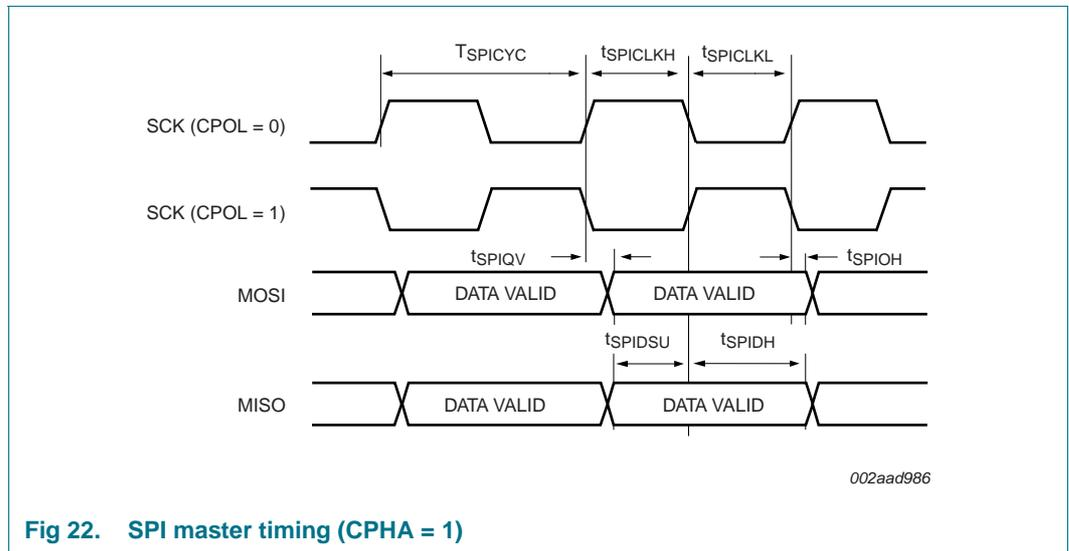 TSPICYC tSPICLKH tSPICLKL
SCK (CPOL = 0)
SCK (CPOL = 1)
tSPIQV tSPIOH
MOSI DATA VALID DATA VALID
tSPIDSU tSPIDH
MISO DATA VALID DATA VALID
002aad986
Fig 22. SPI master timing (CPHA = 1)